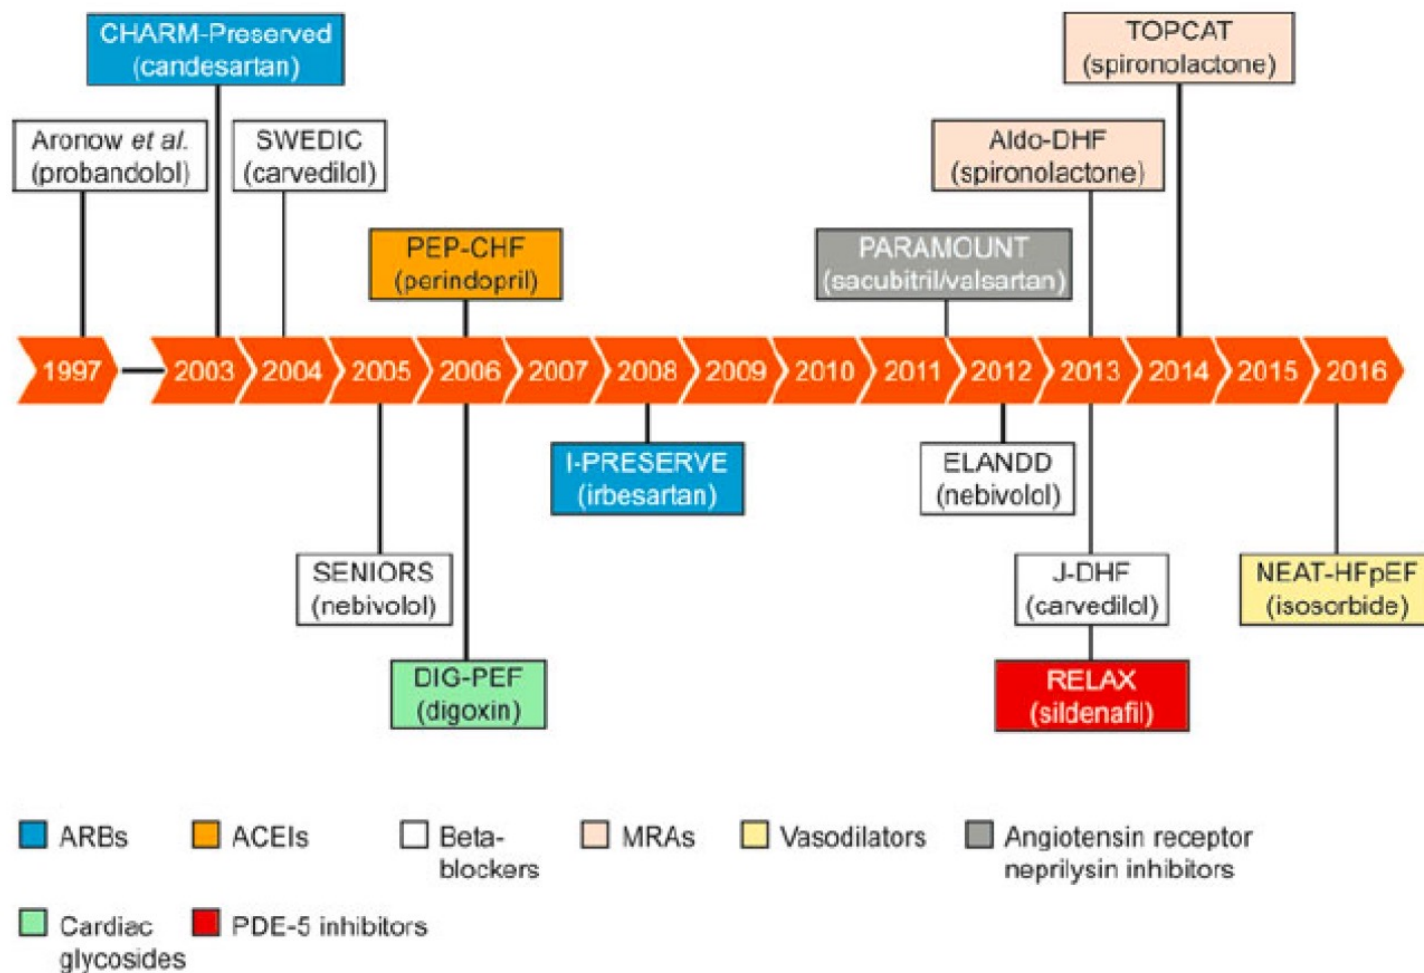 CHARM-Preserved
(candesartan)
TOPCAT
(spironolactone)
Aronow et al.
(probandolol)
SWEDIC
(carvedilol)
Aldo-DHF
(spironolactone)
PEP-CHF
(perindopril)
PARAMOUNT
(sacubitril/valsartan)
1997 2003 2004 2005 2006 2007 2008 2009 2010 2011 2012 2013 2014 2015 2016
I-PRESERVE
(irbesartan)
ELANDD
(nebivolol)
SENIORS
(nebivolol)
J-DHF
(carvedilol)
NEAT-HFpEF
(isosorbide)
DIG-PEF
(digoxin)
RELAX
(sildenafil)
ARBs
ACEIs
Beta-
blockers
MRAs
Vasodilators
Angiotensin receptor
neprilysin inhibitors
Cardiac
glycosides
PDE-5 inhibitors